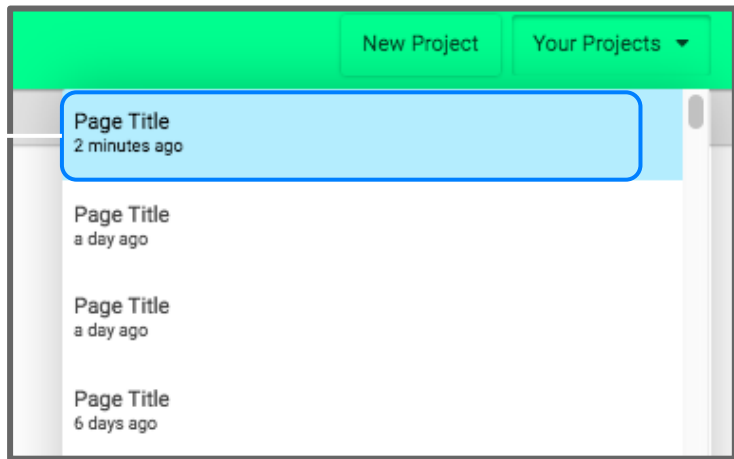 New Project
Your Projects
Page Title
2 minutes ago
Page Title
a day ago
Page Title
a day ago
Page Title
6 days ago